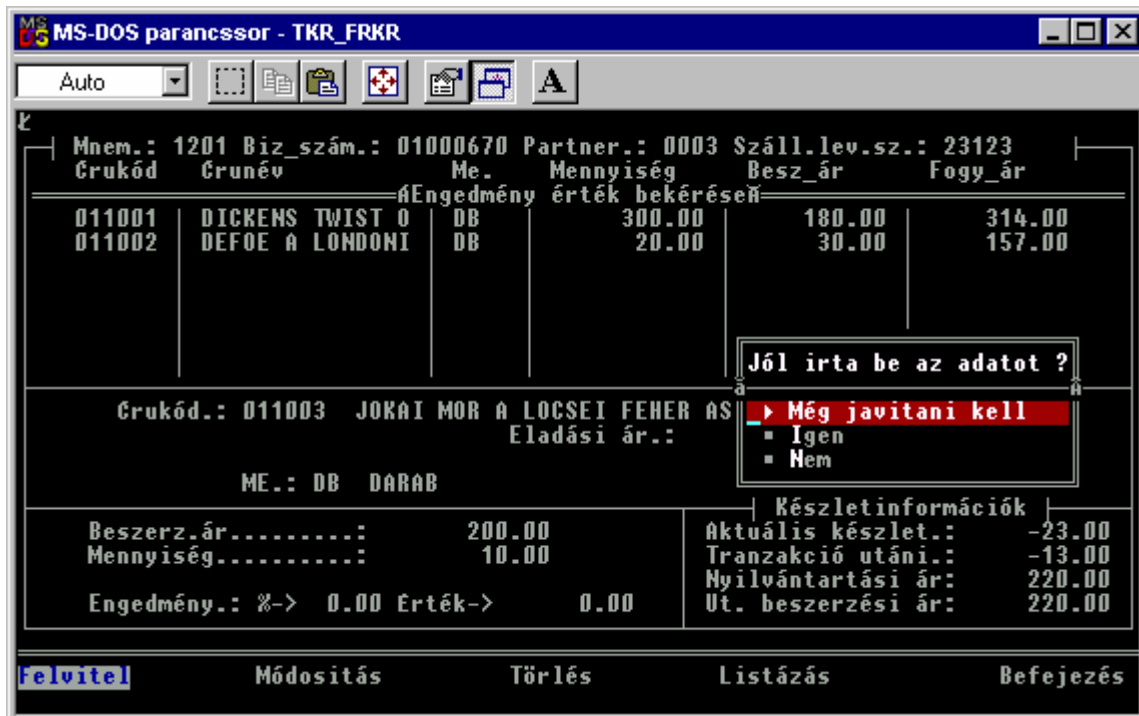 MS-DOS parancssor - TKR_FRKR
Auto
A
Ł
Mnem.: 1201 Biz_szám.: 01000670 Partner.: 0003 Száll.lev.sz.: 23123
Crukód Crunév Me. Mennyiség Besz_ár Fogy_ár
Engedmény érték bekérése
011001 DICKENS TWIST O DB 300.00 180.00 314.00
011002 DEFOE A LONDONI DB 20.00 30.00 157.00
Jól irta be az adatot ?
Még javitani kell
Igen
Nem
Crukód.: 011003 JOKAI MOR A LOCSEI FEHER AS
Eladási ár.:
ME.: DB DARAB
Készletinformációk
Beszerz.ár..........: 200.00 Aktuális készlet.: -23.00
Mennyiség...........: 10.00 Tranzakció utáni.: -13.00
Nyilvántartási ár: 220.00
Engedmény.: %-> 0.00 Érték-> 0.00 Ut. beszerzési ár: 220.00
Felvitel Módositás Törlés Listázás Befejezés